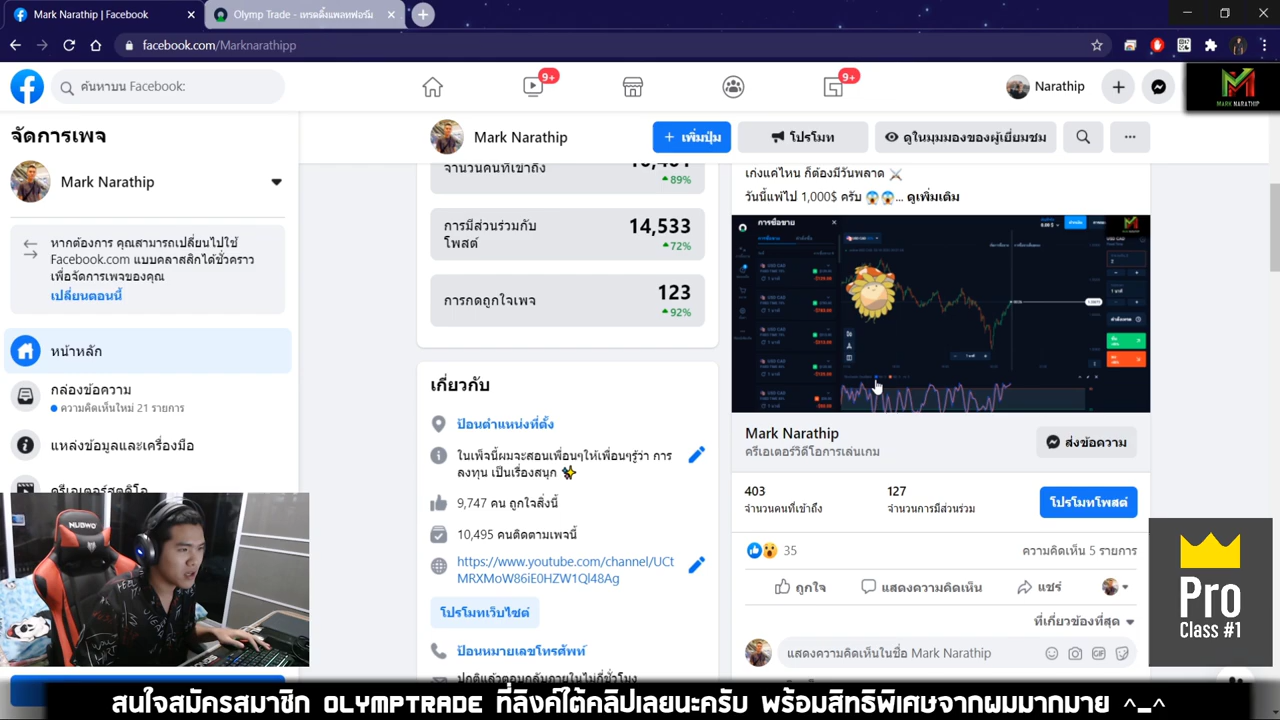 Mark Narathip | Facebook
Olymp Trade - เทรดดิ้งแพลทฟอร์ม
facebook.com/Marknarathipp
ค้นหาบน Facebook:
9+
9+
Narathip
MARK NARATHIP
จัดการเพจ
Mark Narathip
หากต้องการ คุณสามารถเปลี่ยนไปใช้
Facebook.com แบบคลาสสิกได้ชั่วคราว
เพื่อจัดการเพจของคุณ
เปลี่ยนตอนนี้
หน้าหลัก
กล่องข้อความ
ความคิดเห็นใหม่ 21 รายการ
แหล่งข้อมูลและเครื่องมือ
ครีเอเตอร์สตูดิโอ
NUBWO
Mark Narathip
เพิ่มปุ่ม
โปรโมท
ดูในมุมมองของผู้เยี่ยมชม
จำนวนคนที่เข้าถึง
89%
การมีส่วนร่วมกับ
โพสต์
14,533
72%
การกดถูกใจเพจ
123
92%
เกี่ยวกับ
ป้อนตำแหน่งที่ตั้ง
ในเพ็จนี้ผมจะสอนเพื่อนๆให้เพื่อนๆรู้ว่า การ
ลงทุน เป็นเรื่องสนุก ✨
9,747 คน ถูกใจสิ่งนี้
10,495 คนติดตามเพจนี้
https://www.youtube.com/channel/UCt
MRXMoW86iE0HZW1Ql48Ag
โปรโมทเว็บไซต์
ป้อนหมายเลขโทรศัพท์
เก่งแค่ไหน ก็ต้องมีวันพลาด ⚔
วันนี้แพ้ไป 1,000$ ครับ 😱😱... ดูเพิ่มเติม
การซื้อขาย
Mark Narathip
ครีเอเตอร์วิดีโอการเล่นเกม
ส่งข้อความ
403
จำนวนคนที่เข้าถึง
127
จำนวนการมีส่วนร่วม
โปรโมทโพสต์
35
ความคิดเห็น 5 รายการ
ถูกใจ
แสดงความคิดเห็น
แชร์
ที่เกี่ยวข้องที่สุด
แสดงความคิดเห็นในชื่อ Mark Narathip
Pro
Class #1
สนใจสมัครสมาชิก OLYMPTRADE ที่ลิงค์ใต้คลิปเลยนะครับ พร้อมสิทธิพิเศษจากผมมากมาย ^_^